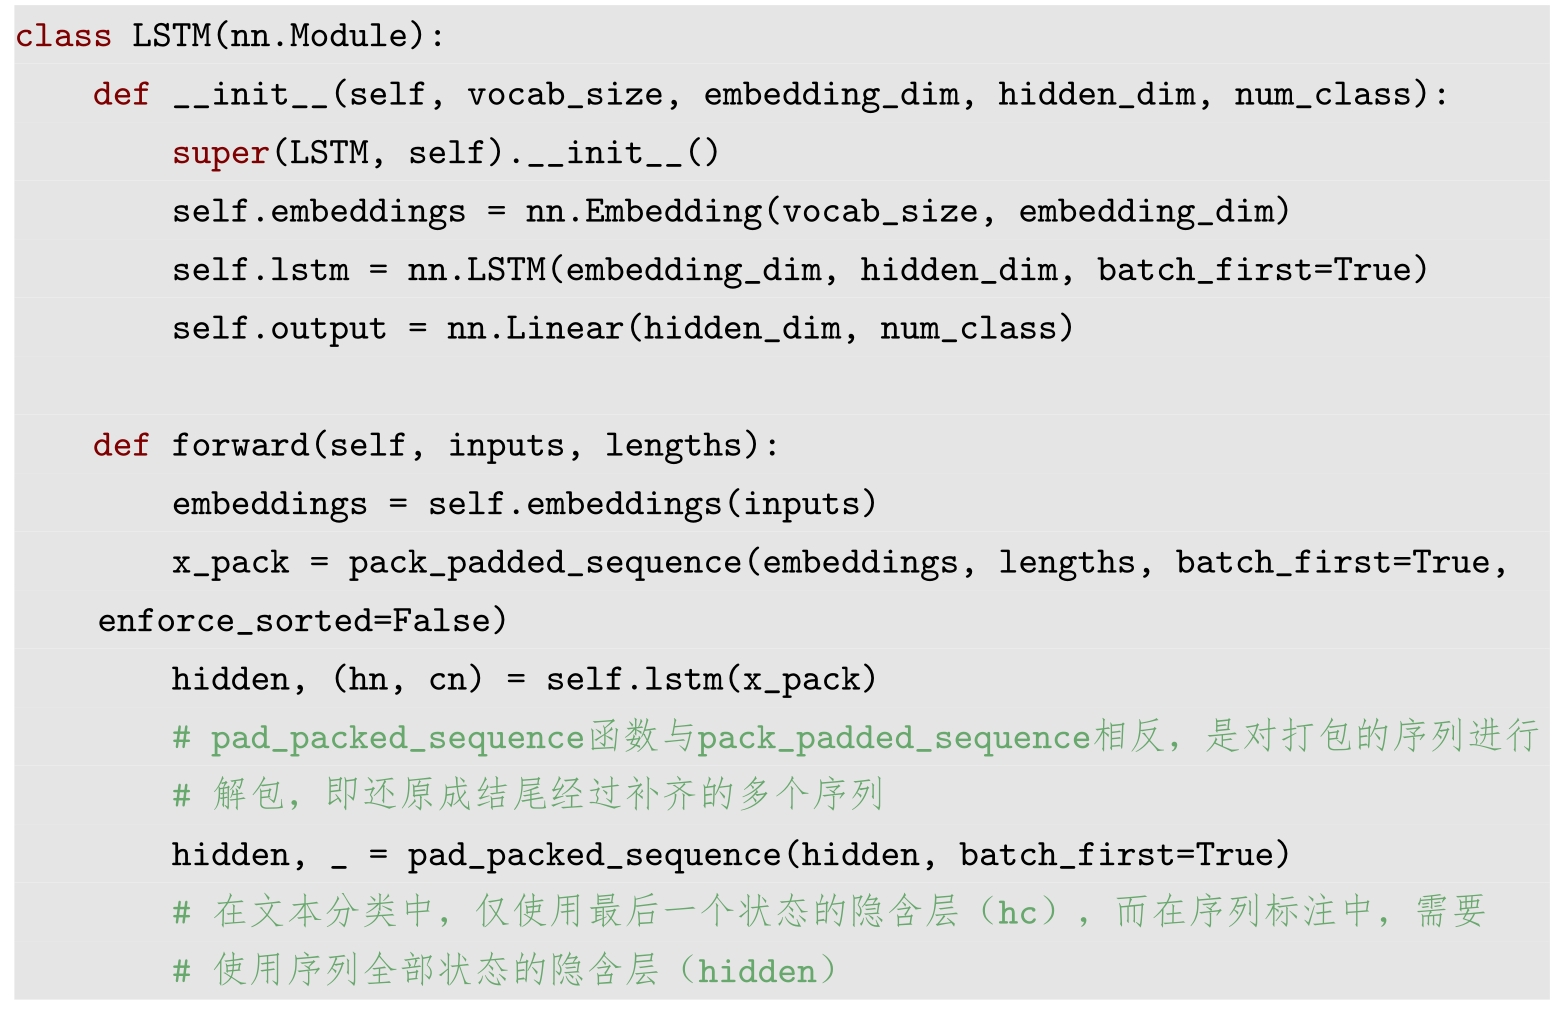 class LSTM(nn.Module):
    def __init__(self, vocab_size, embedding_dim, hidden_dim, num_class):
        super(LSTM, self).__init__()
        self.embeddings = nn.Embedding(vocab_size, embedding_dim)
        self.lstm = nn.LSTM(embedding_dim, hidden_dim, batch_first=True)
        self.output = nn.Linear(hidden_dim, num_class)

    def forward(self, inputs, lengths):
        embeddings = self.embeddings(inputs)
        x_pack = pack_padded_sequence(embeddings, lengths, batch_first=True,
    enforce_sorted=False)
        hidden, (hn, cn) = self.lstm(x_pack)
        # pad_packed_sequence函数与pack_padded_sequence相反，是对打包的序列进行
        # 解包，即还原成结尾经过补齐的多个序列
        hidden, _ = pad_packed_sequence(hidden, batch_first=True)
        # 在文本分类中，仅使用最后一个状态的隐含层（hc），而在序列标注中，需要
        # 使用序列全部状态的隐含层（hidden）